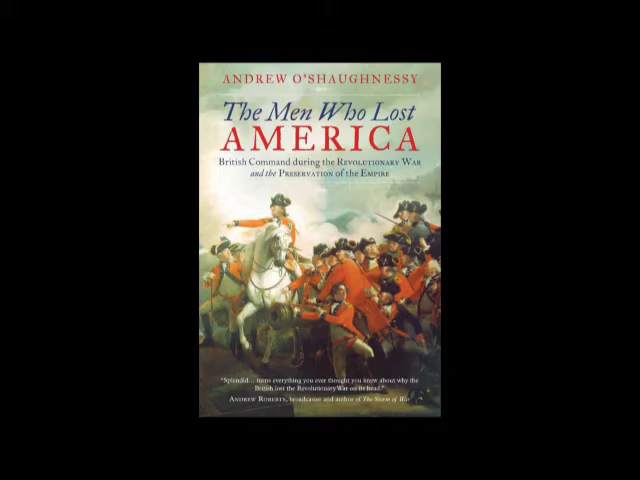 ANDREW O'SHAUGHNESSY
The Men Who Lost
AMERICA
British Command during the REVOLUTIONARY WAR
and the PRESERVATION of the EMPIRE
“Splendid... turns everything you ever thought you knew about why the
British lost the Revolutionary War on its head.”
ANDREW ROBERTS, broadcaster and author of The Storm of War